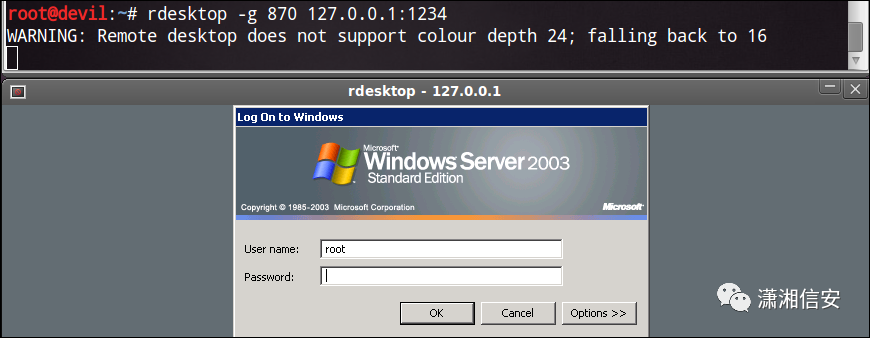 root@devil:~# rdesktop -g 870 127.0.0.1:1234
WARNING: Remote desktop does not support colour depth 24; falling back to 16
rdesktop - 127.0.0.1
Log On to Windows
Microsoft
Windows Server 2003
Standard Edition
Copyright © 1985-2003 Microsoft Corporation
Microsoft
User name: root
Password:
OK Cancel Options >>
潇湘信安